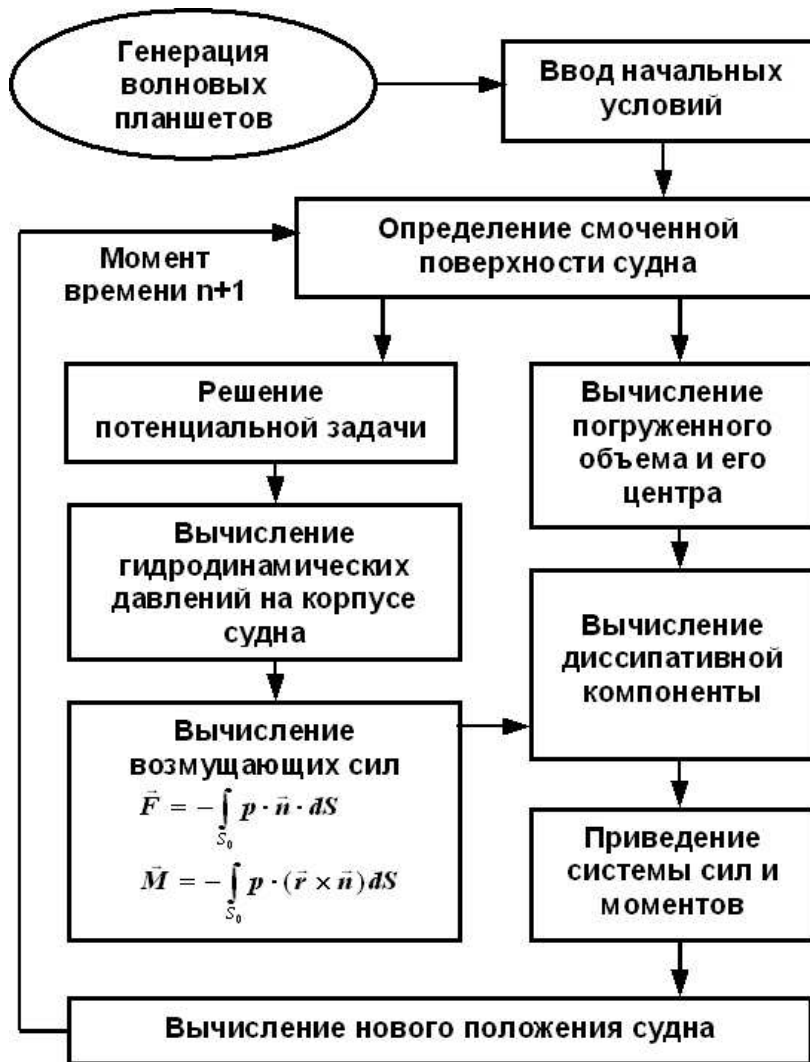 Генерация
волновых
планшетов
Ввод начальных
условий
Определение смоченной
поверхности судна
Момент
времени n+1
Решение
потенциальной задачи
Вычисление
погруженного
объема и его
центра
Вычисление
гидродинамических
давлений на корпусе
судна
Вычисление
диссипативной
компоненты
Вычисление
возмущающих сил
F⃗ = −∫_{S₀} p · n⃗ · dS
M⃗ = −∫_{S₀} p · (r⃗ × n⃗) dS
Приведение
системы сил и
моментов
Вычисление нового положения судна